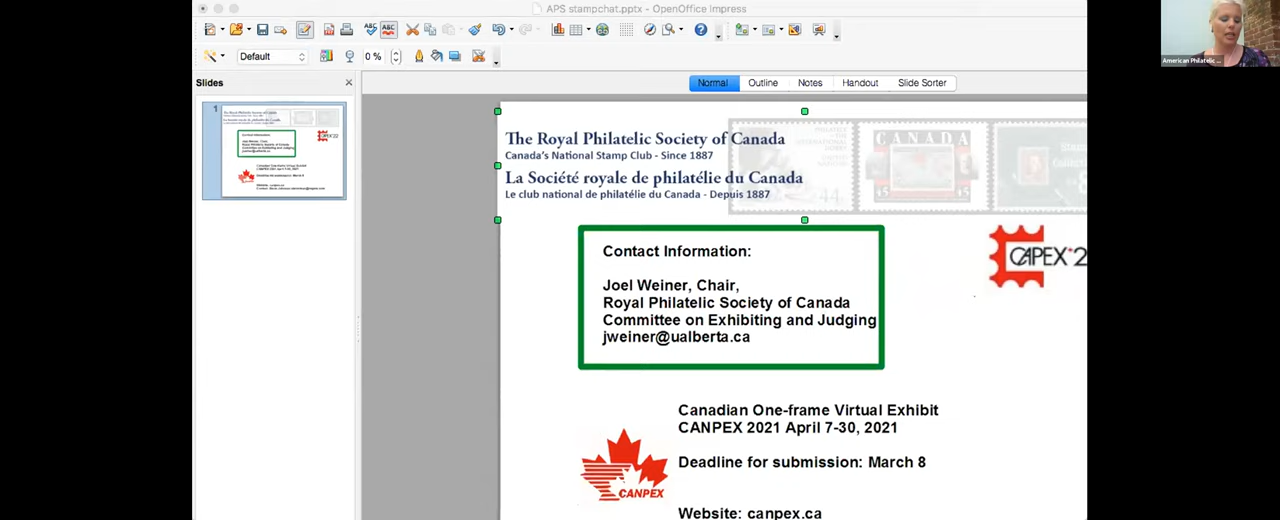 APS stampchat.pptx - OpenOffice Impress
American Philatelic ...
Default
0 %
Slides
Normal
Outline
Notes
Handout
Slide Sorter
1
The Royal Philatelic Society of Canada
Canada's National Stamp Club - Since 1887
La Société royale de philatélie du Canada
Le club national de philatélie du Canada - Depuis 1887
CANADA
Contact Information:
Joel Weiner, Chair,
Royal Philatelic Society of Canada
Committee on Exhibiting and Judging
jweiner@ualberta.ca
CAPEX 2
Canadian One-frame Virtual Exhibit
CANPEX 2021 April 7-30, 2021
Deadline for submission: March 8
CANPEX
Website: canpex.ca